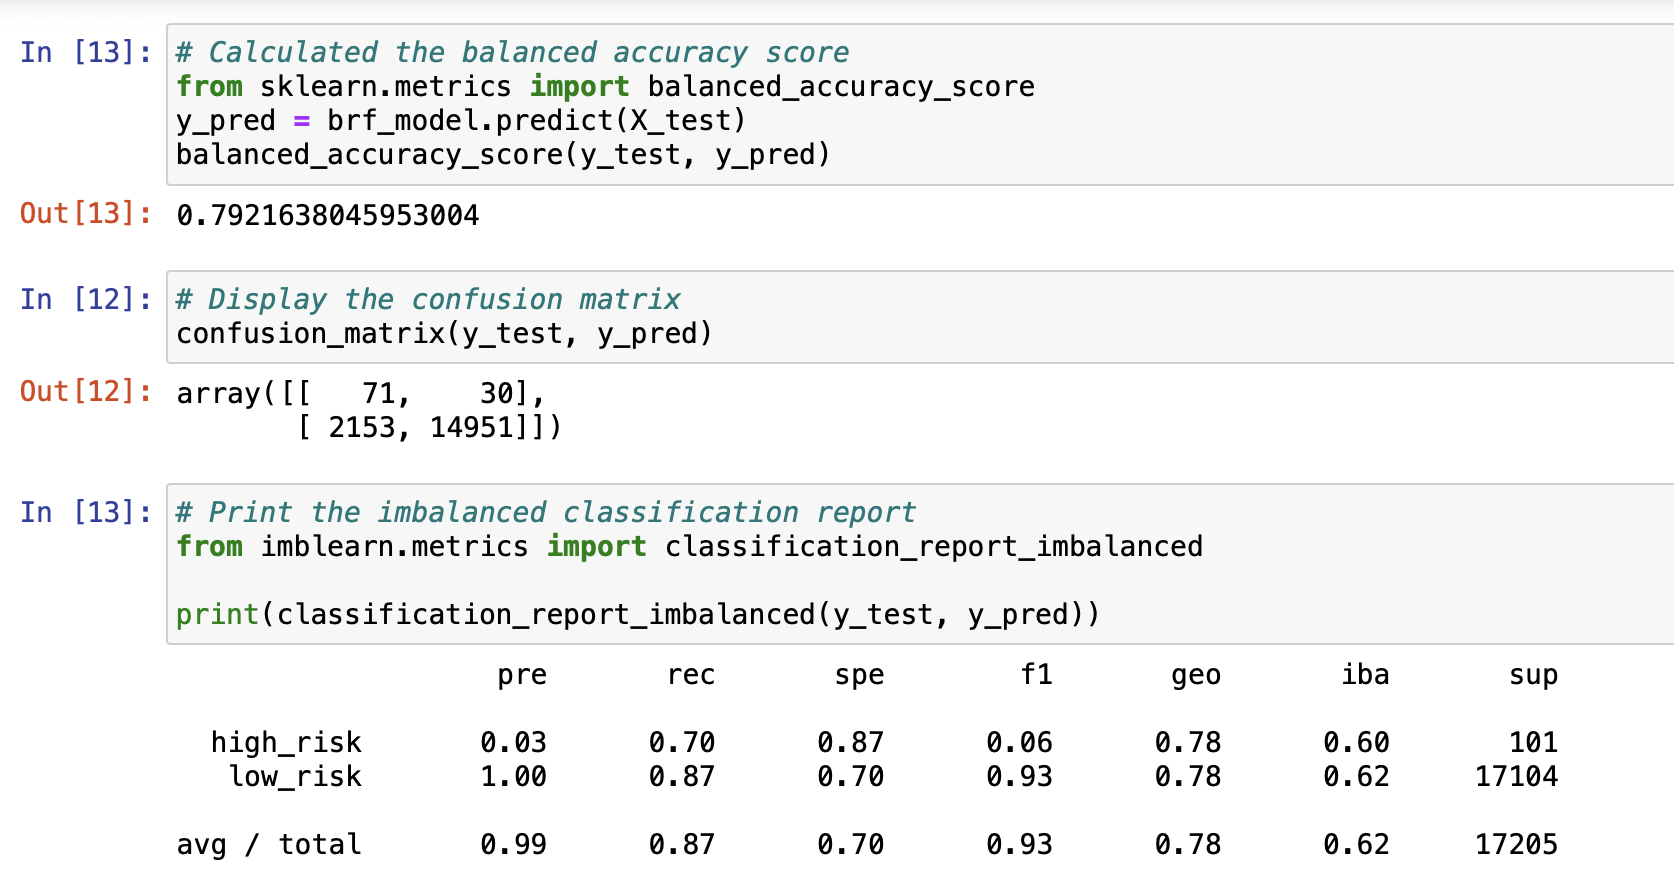 In [13]: # Calculated the balanced accuracy score
from sklearn.metrics import balanced_accuracy_score
y_pred = brf_model.predict(X_test)
balanced_accuracy_score(y_test, y_pred)
Out[13]: 0.7921638045953004
In [12]: # Display the confusion matrix
confusion_matrix(y_test, y_pred)
Out[12]: array([[   71,    30],
       [ 2153, 14951]])
In [13]: # Print the imbalanced classification report
from imblearn.metrics import classification_report_imbalanced
print(classification_report_imbalanced(y_test, y_pred))
pre rec spe f1 geo iba sup
high_risk 0.03 0.70 0.87 0.06 0.78 0.60 101
low_risk 1.00 0.87 0.70 0.93 0.78 0.62 17104
avg / total 0.99 0.87 0.70 0.93 0.78 0.62 17205